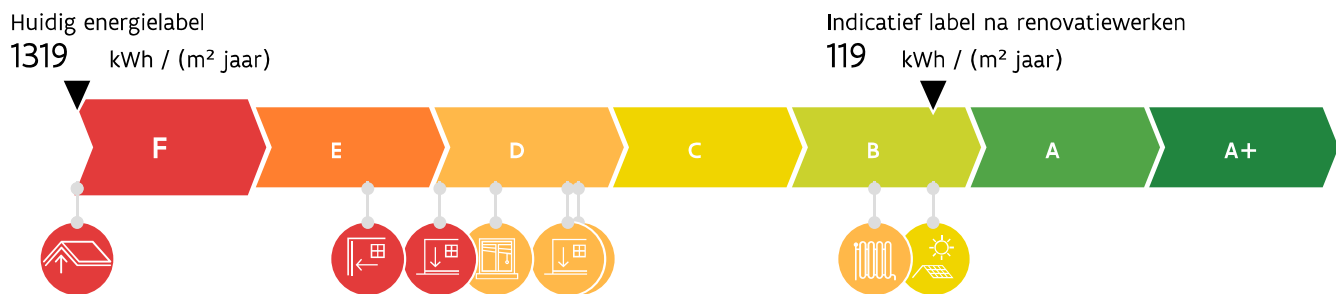 Huidig energielabel
1319 kWh / (m² jaar)
Indicatief label na renovatiewerken
119 kWh / (m² jaar)
F E D C B A A+